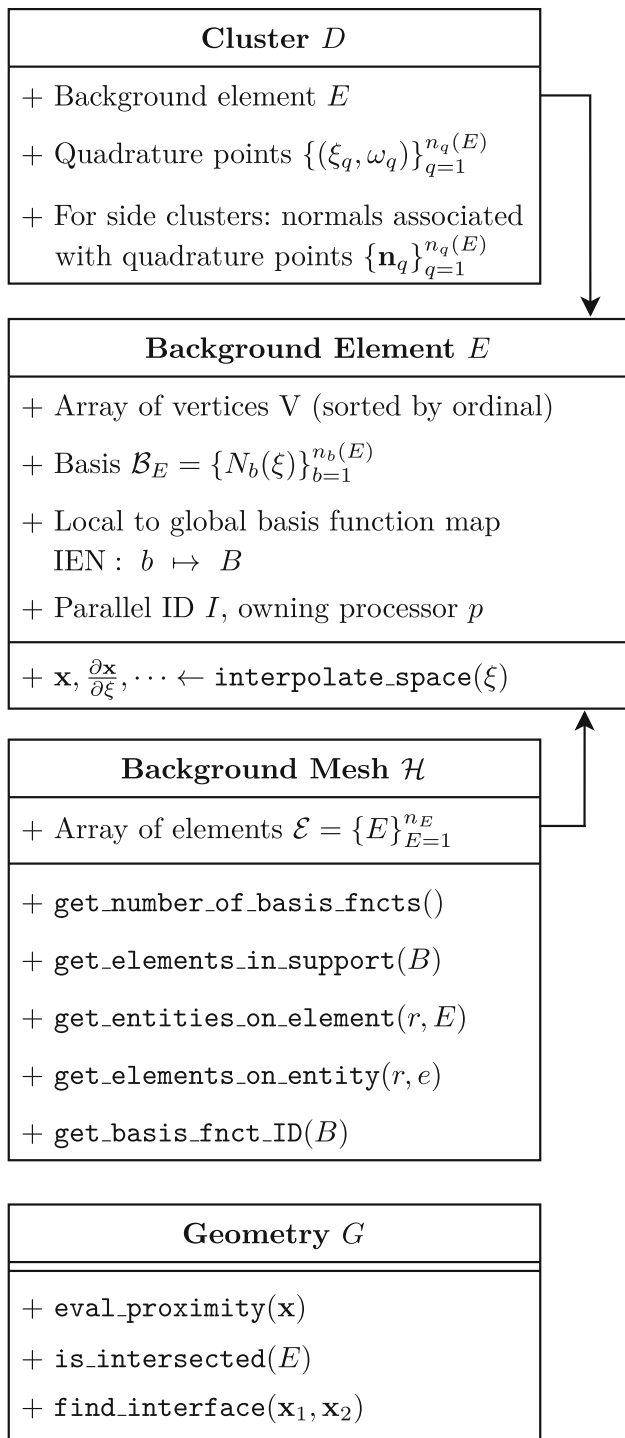 Cluster D
+ Background element E
+ Quadrature points {(ξ_q, ω_q)}_{q=1}^{n_q(E)}
+ For side clusters: normals associated
with quadrature points {n_q}_{q=1}^{n_q(E)}
Background Element E
+ Array of vertices V (sorted by ordinal)
+ Basis ℬ_E = {N_b(ξ)}_{b=1}^{n_b(E)}
+ Local to global basis function map
IEN : b ↦ B
+ Parallel ID I, owning processor p
+ x, ∂x/∂ξ, ⋯ ← interpolate_space(ξ)
Background Mesh ℋ
+ Array of elements ℰ = {E}_{E=1}^{n_E}
+ get_number_of_basis_fncts()
+ get_elements_in_support(B)
+ get_entities_on_element(r, E)
+ get_elements_on_entity(r, e)
+ get_basis_fnct_ID(B)
Geometry G
+ eval_proximity(x)
+ is_intersected(E)
+ find_interface(x_1, x_2)